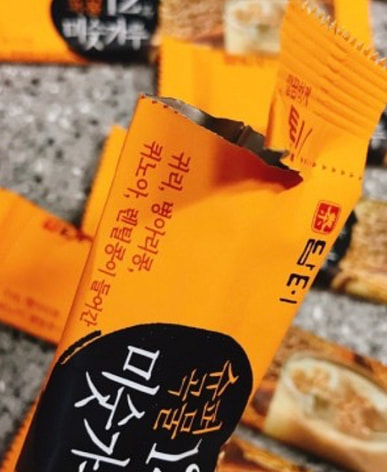 12
미숫가루
귀리, 병아리콩,
퀴노아, 렌틸콩이 들어간
담터
슈퍼
곡물
미숫가